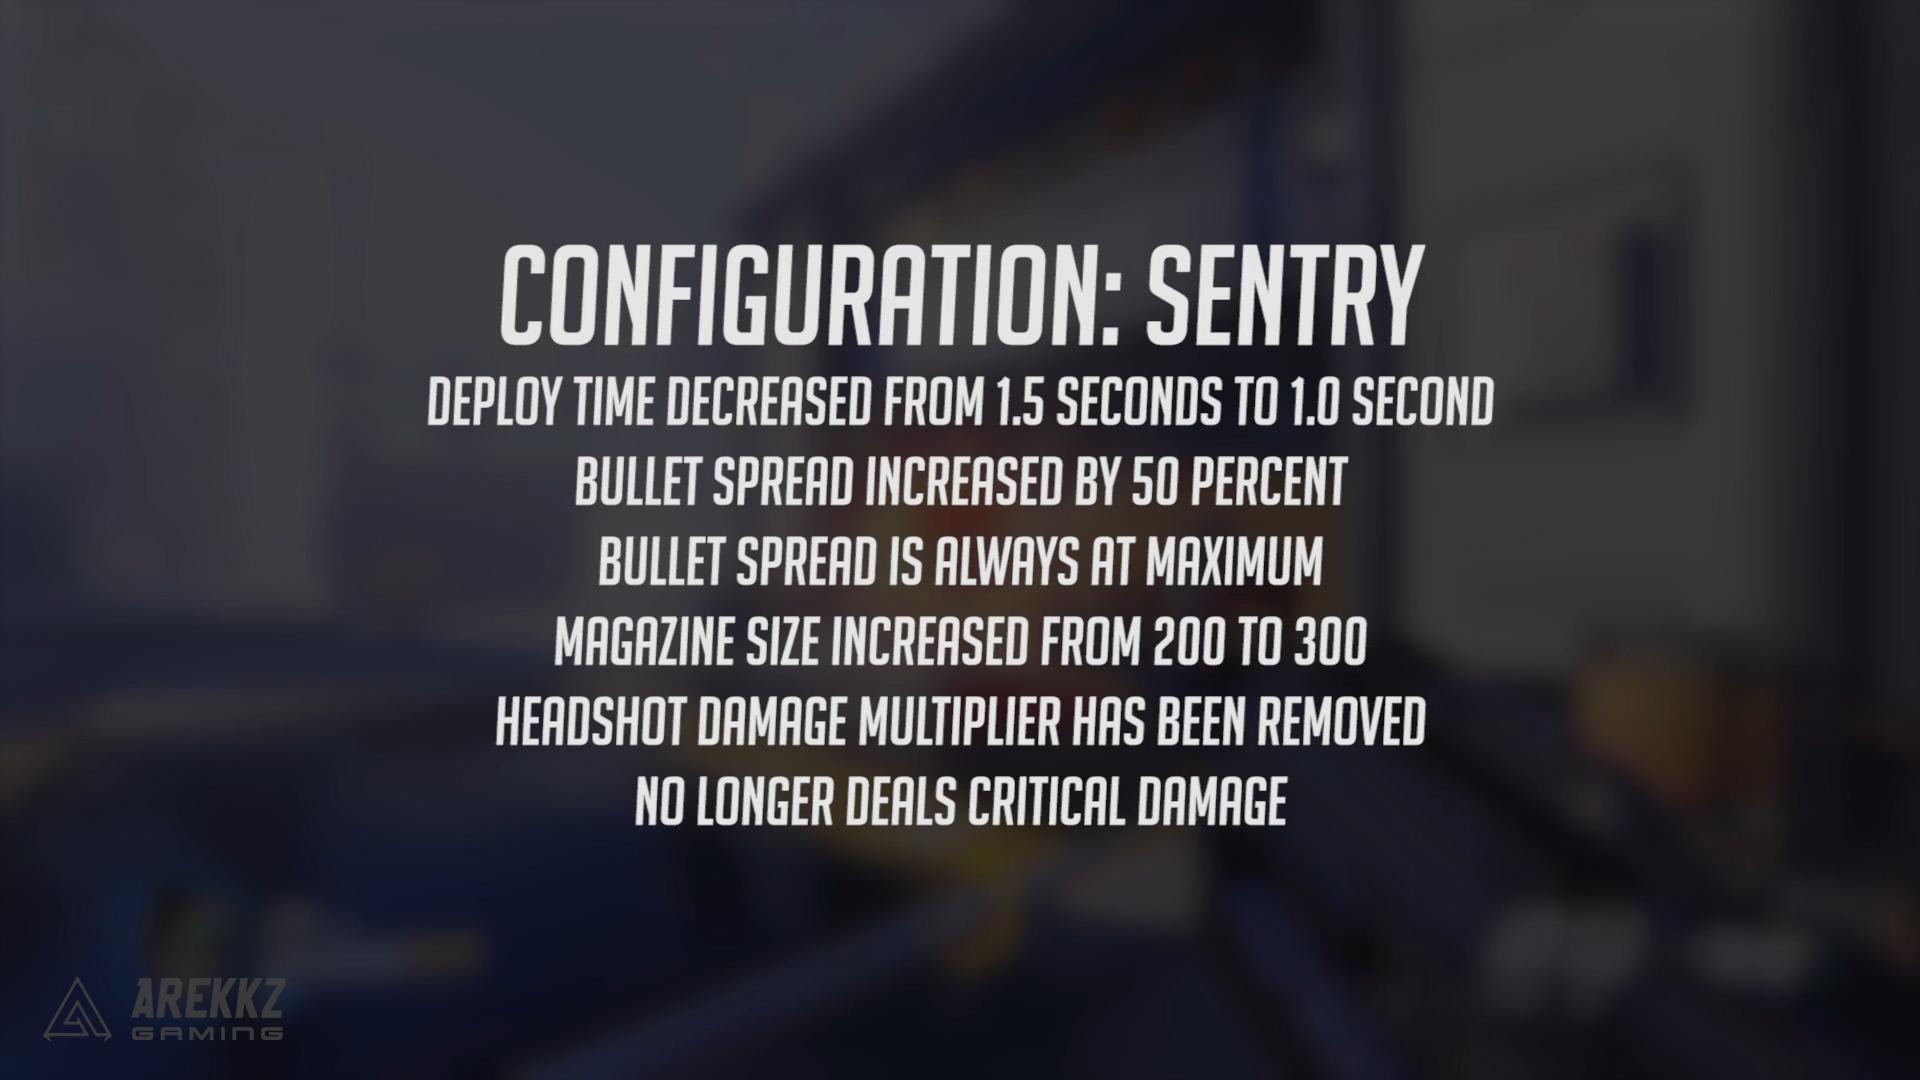 CONFIGURATION: SENTRY
DEPLOY TIME DECREASED FROM 1.5 SECONDS TO 1.0 SECOND
BULLET SPREAD INCREASED BY 50 PERCENT
BULLET SPREAD IS ALWAYS AT MAXIMUM
MAGAZINE SIZE INCREASED FROM 200 TO 300
HEADSHOT DAMAGE MULTIPLIER HAS BEEN REMOVED
NO LONGER DEALS CRITICAL DAMAGE
AREKKZ
GAMING